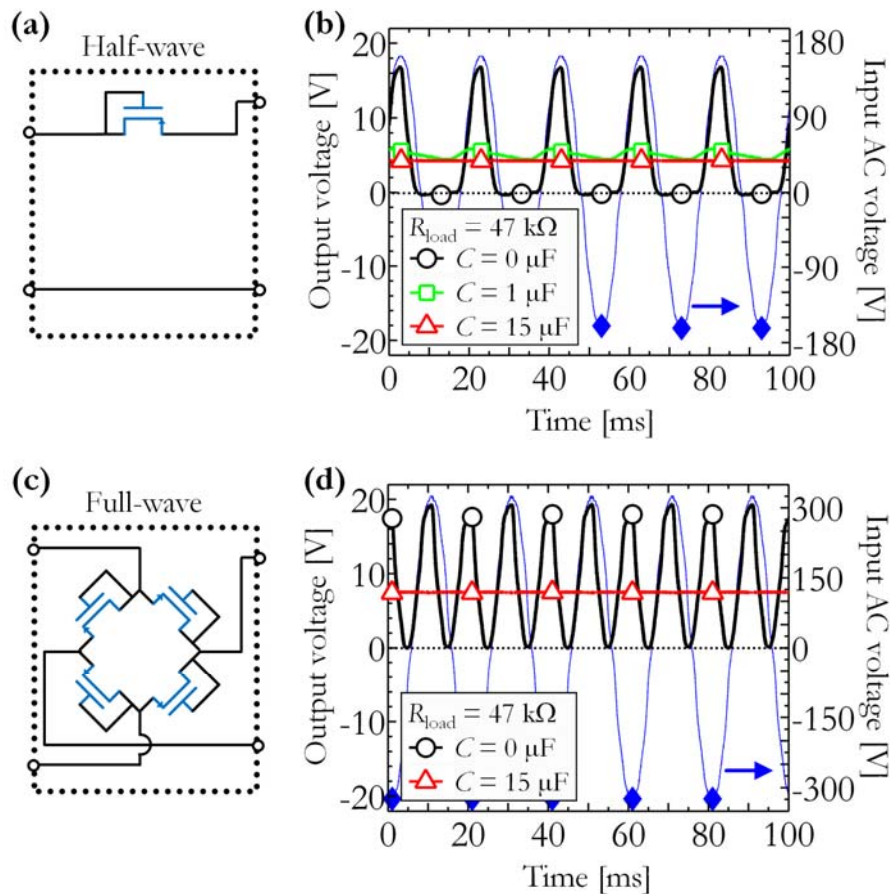 (a)
Half-wave
(b)
20
10
0
-10
-20
Output voltage [V]
180
90
0
-90
-180
Input AC voltage [V]
R_load = 47 kΩ
C = 0 μF
C = 1 μF
C = 15 μF
0 20 40 60 80 100
Time [ms]
(c)
Full-wave
(d)
20
10
0
-10
-20
Output voltage [V]
300
150
0
-150
-300
Input AC voltage [V]
R_load = 47 kΩ
C = 0 μF
C = 15 μF
0 20 40 60 80 100
Time [ms]